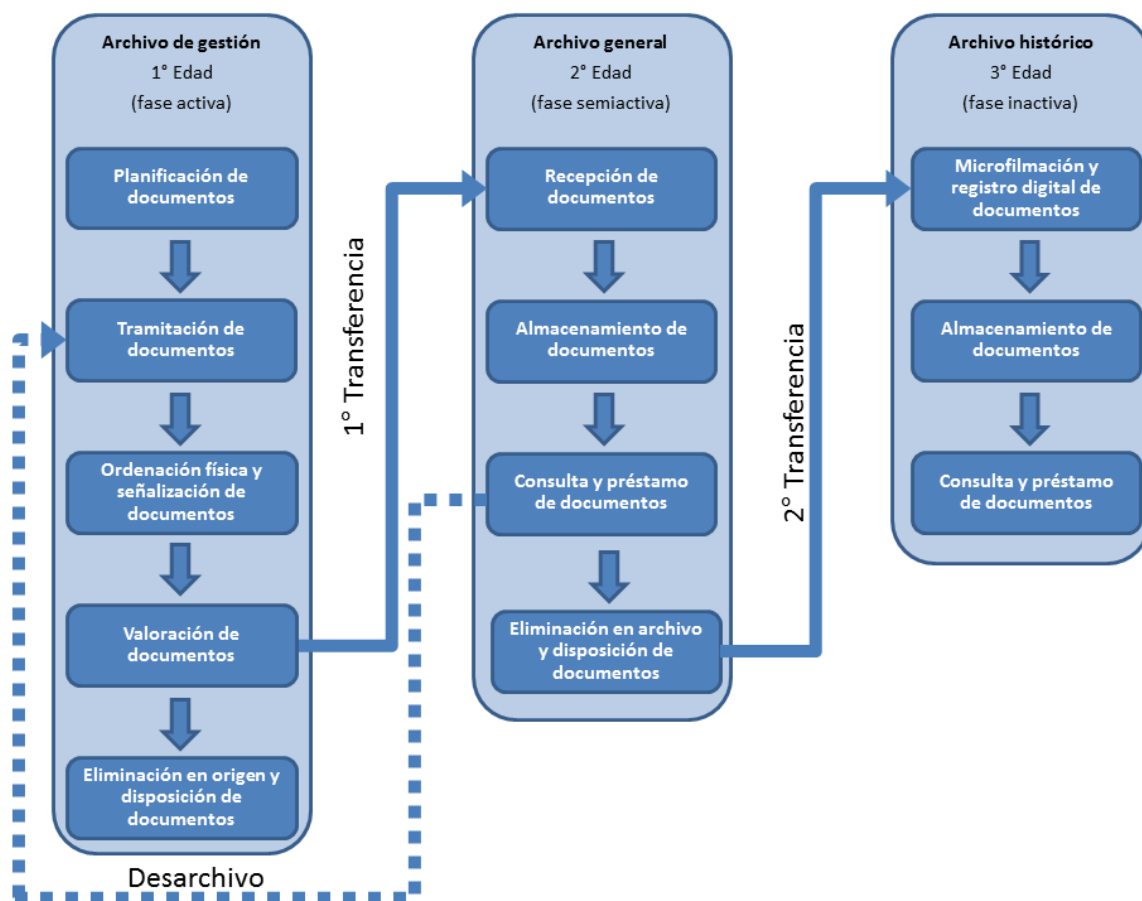 Archivo de gestión
1° Edad
(fase activa)
Planificación de
documentos
Tramitación de
documentos
Ordenación física y
señalización de
documentos
Valoración de
documentos
Eliminación en origen y
disposición de
documentos
Desarchivo
1° Transferencia
Archivo general
2° Edad
(fase semiactiva)
Recepción de
documentos
Almacenamiento de
documentos
Consulta y préstamo
de documentos
Eliminación en archivo
y disposición de
documentos
2° Transferencia
Archivo histórico
3° Edad
(fase inactiva)
Microfilmación y
registro digital de
documentos
Almacenamiento de
documentos
Consulta y préstamo
de documentos